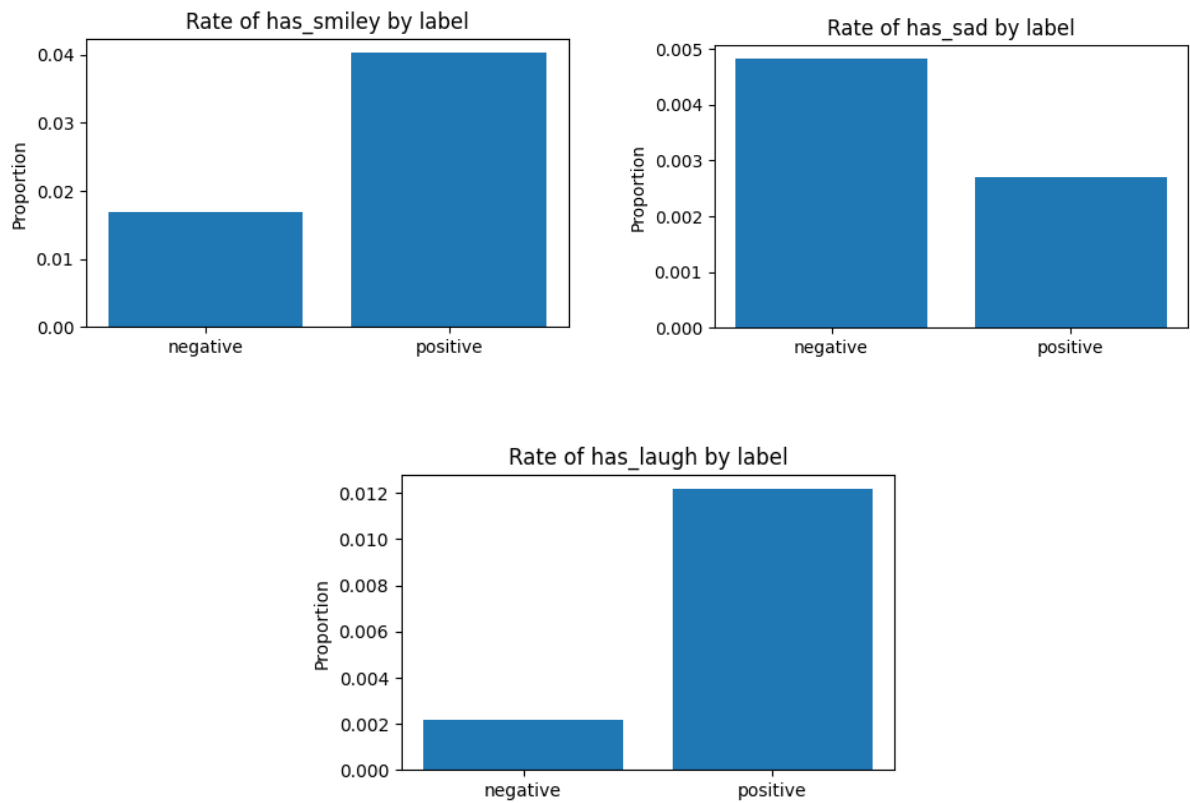 Rate of has_smiley by label
Proportion
0.04
0.03
0.02
0.01
0.00
negative positive
Rate of has_sad by label
Proportion
0.005
0.004
0.003
0.002
0.001
0.000
negative positive
Rate of has_laugh by label
Proportion
0.012
0.010
0.008
0.006
0.004
0.002
0.000
negative positive